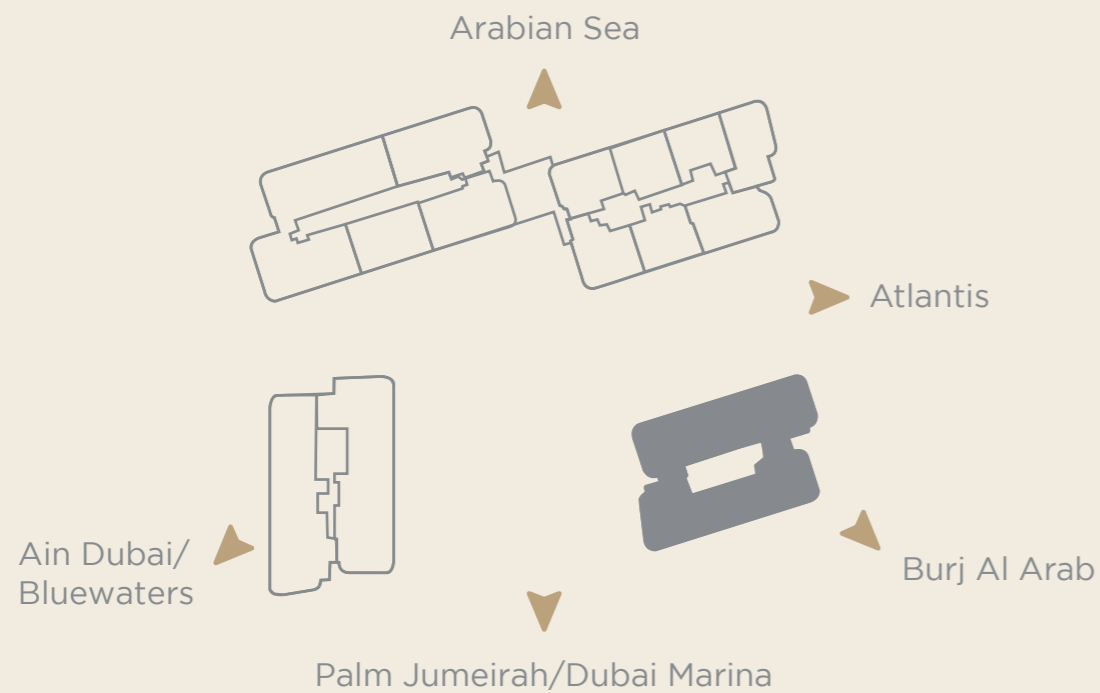 Arabian Sea
Atlantis
Ain Dubai/
Bluewaters
Burj Al Arab
Palm Jumeirah/Dubai Marina